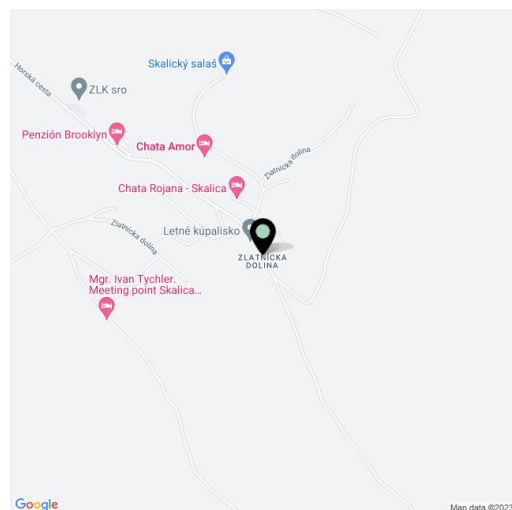 Skalický salaš
Horská cesta
ZLK sro
Penzión Brooklyn
Chata Amor
Zlatnícka dolina
Chata Rojana - Skalica
Letné kúpalisko
Zlatnícka dolina
ZLATNÍCKA
DOLINA
Mgr. Ivan Tychler.
Meeting point Skalica...
Google
Map data ©2023